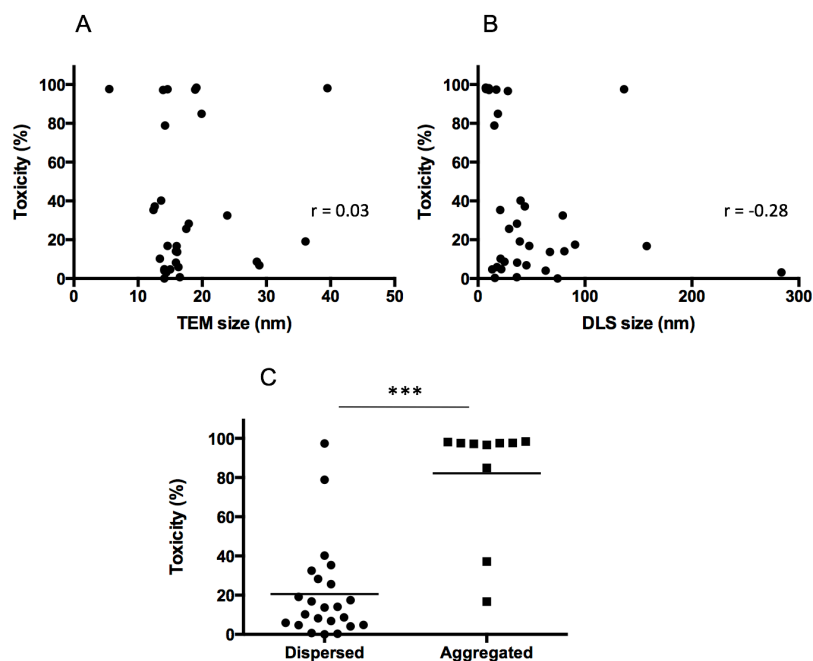 A
Toxicity (%)
100
80
60
40
20
0
r = 0.03
0 10 20 30 40 50
TEM size (nm)
B
Toxicity (%)
100
80
60
40
20
0
r = -0.28
0 100 200 300
DLS size (nm)
C
***
Toxicity (%)
100
80
60
40
20
0
Dispersed Aggregated